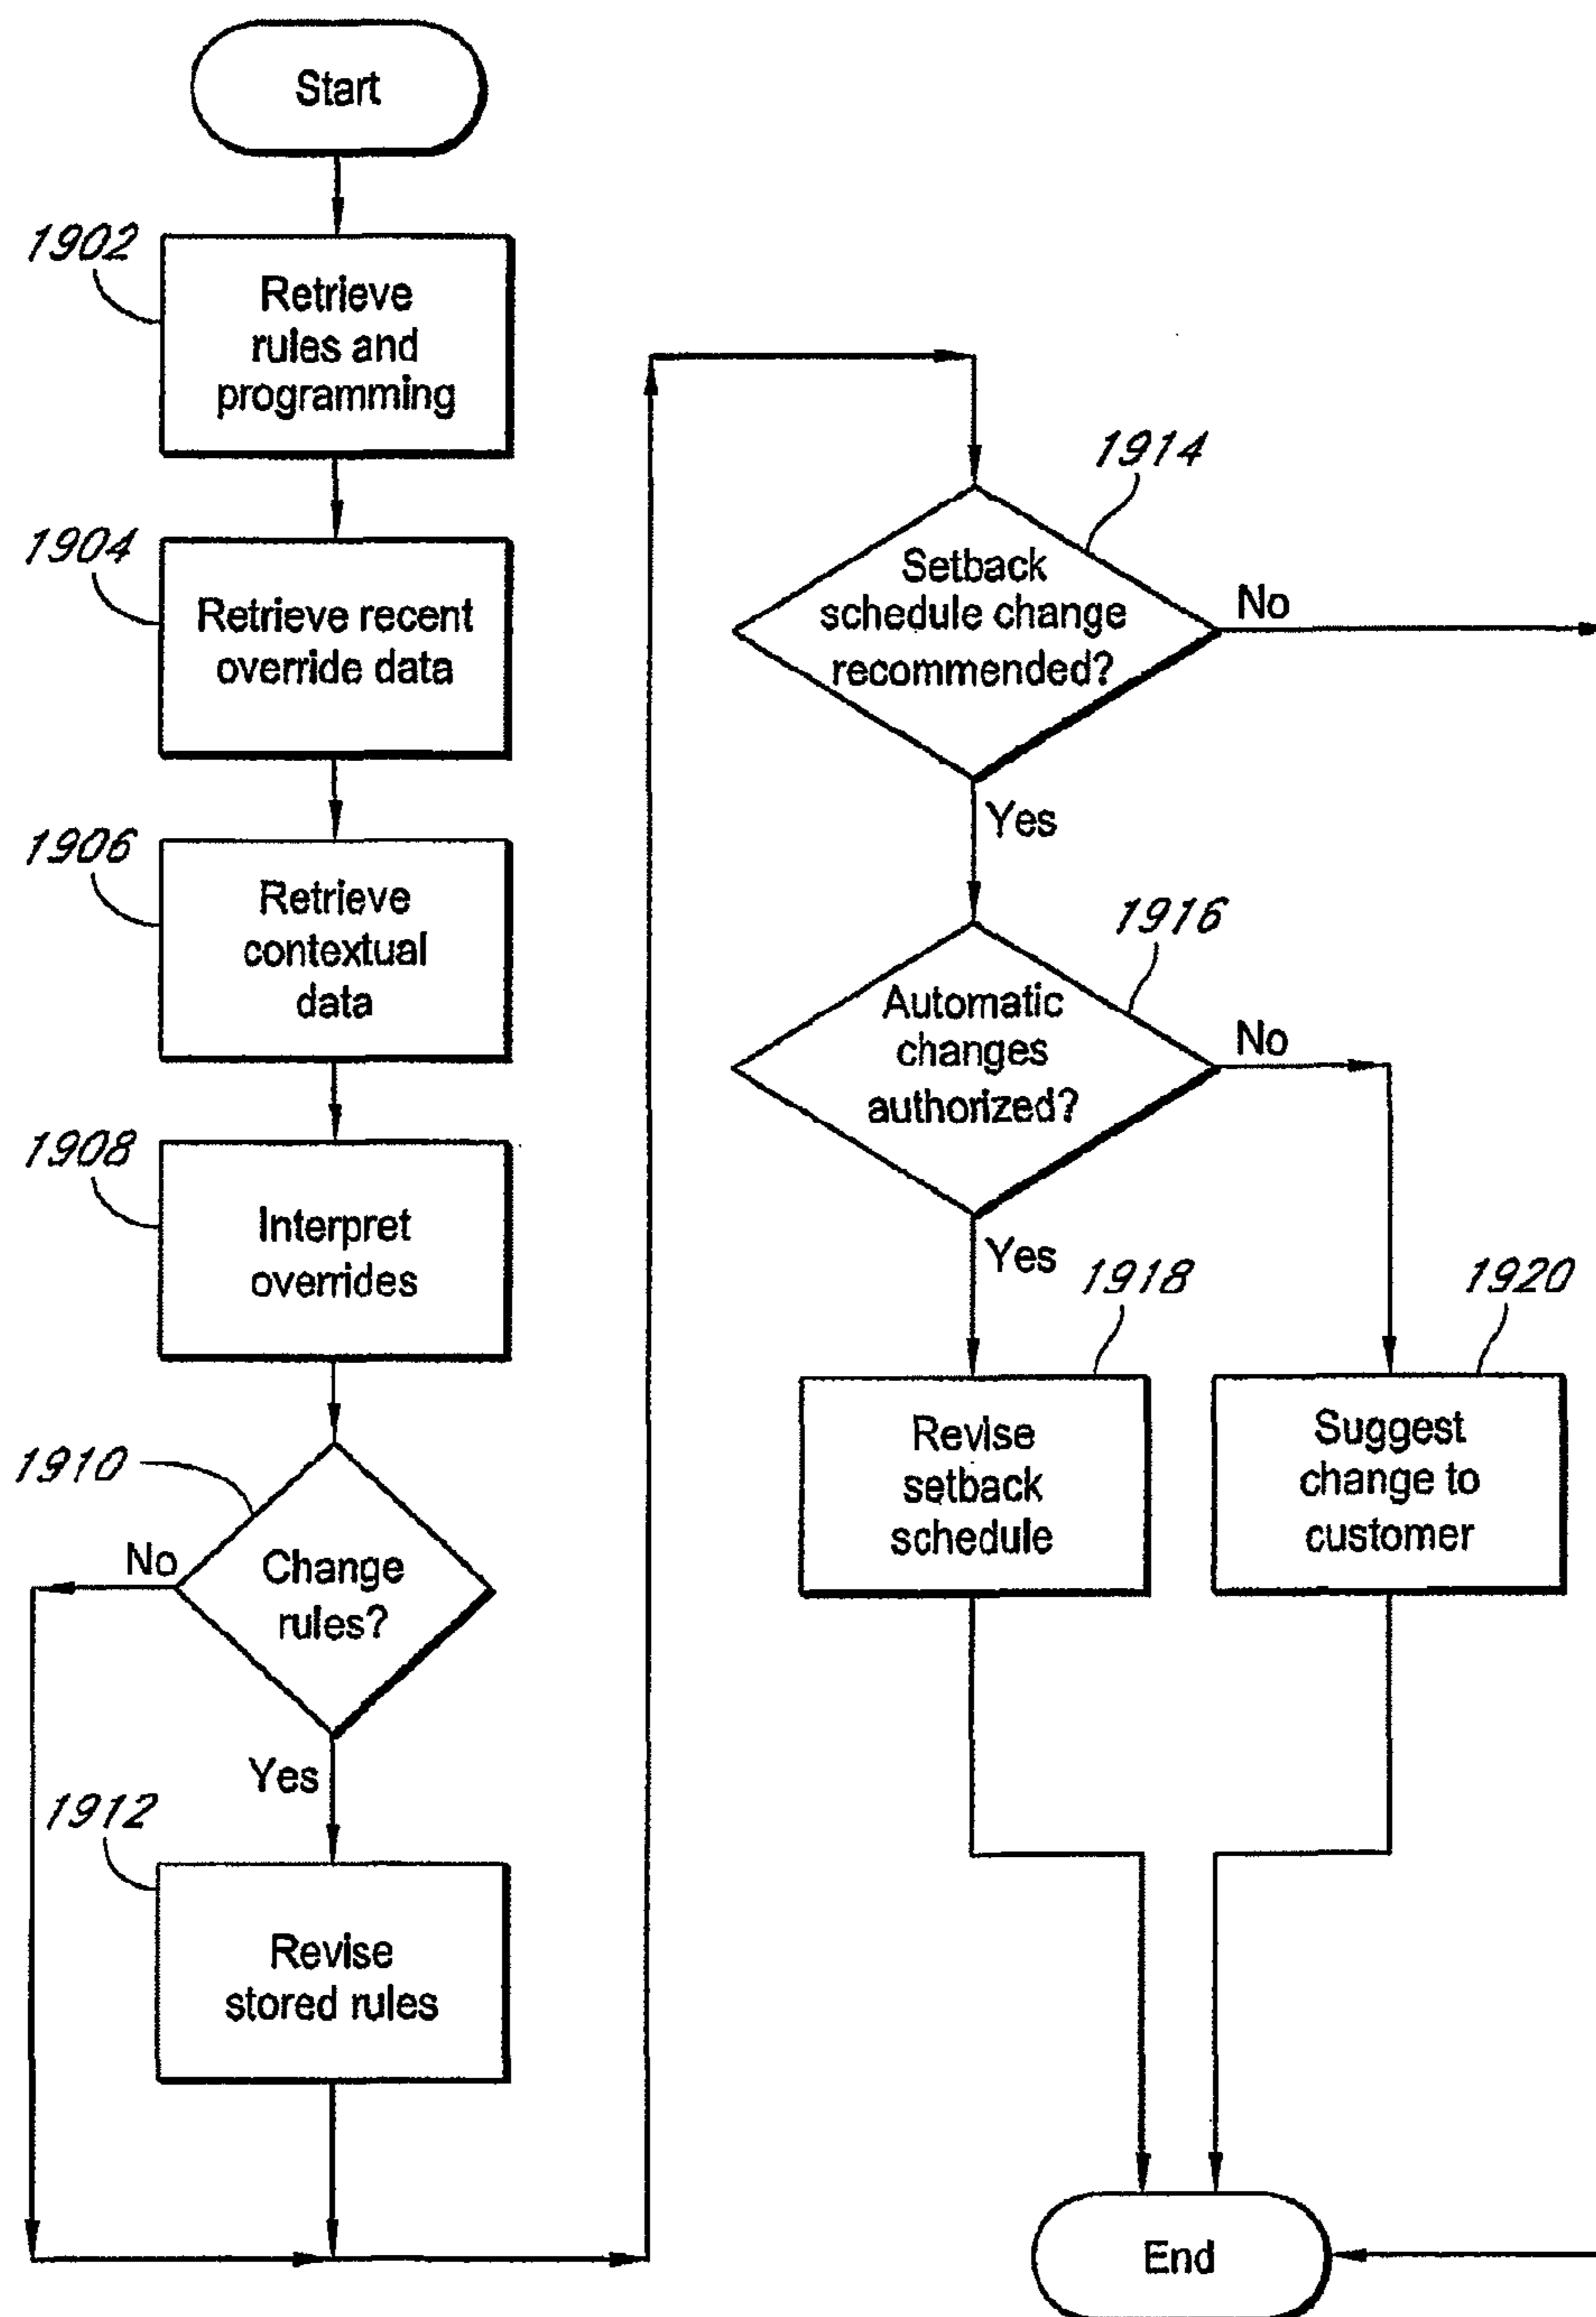 Start
1902
Retrieve
rules and
programming
1904
Retrieve recent
override data
1906
Retrieve
contextual
data
1908
Interpret
overrides
1910
No
Change
rules?
Yes
1912
Revise
stored rules
1914
Setback
schedule change
recommended?
No
Yes
1916
Automatic
changes
authorized?
No
Yes
1918
Revise
setback
schedule
1920
Suggest
change to
customer
End